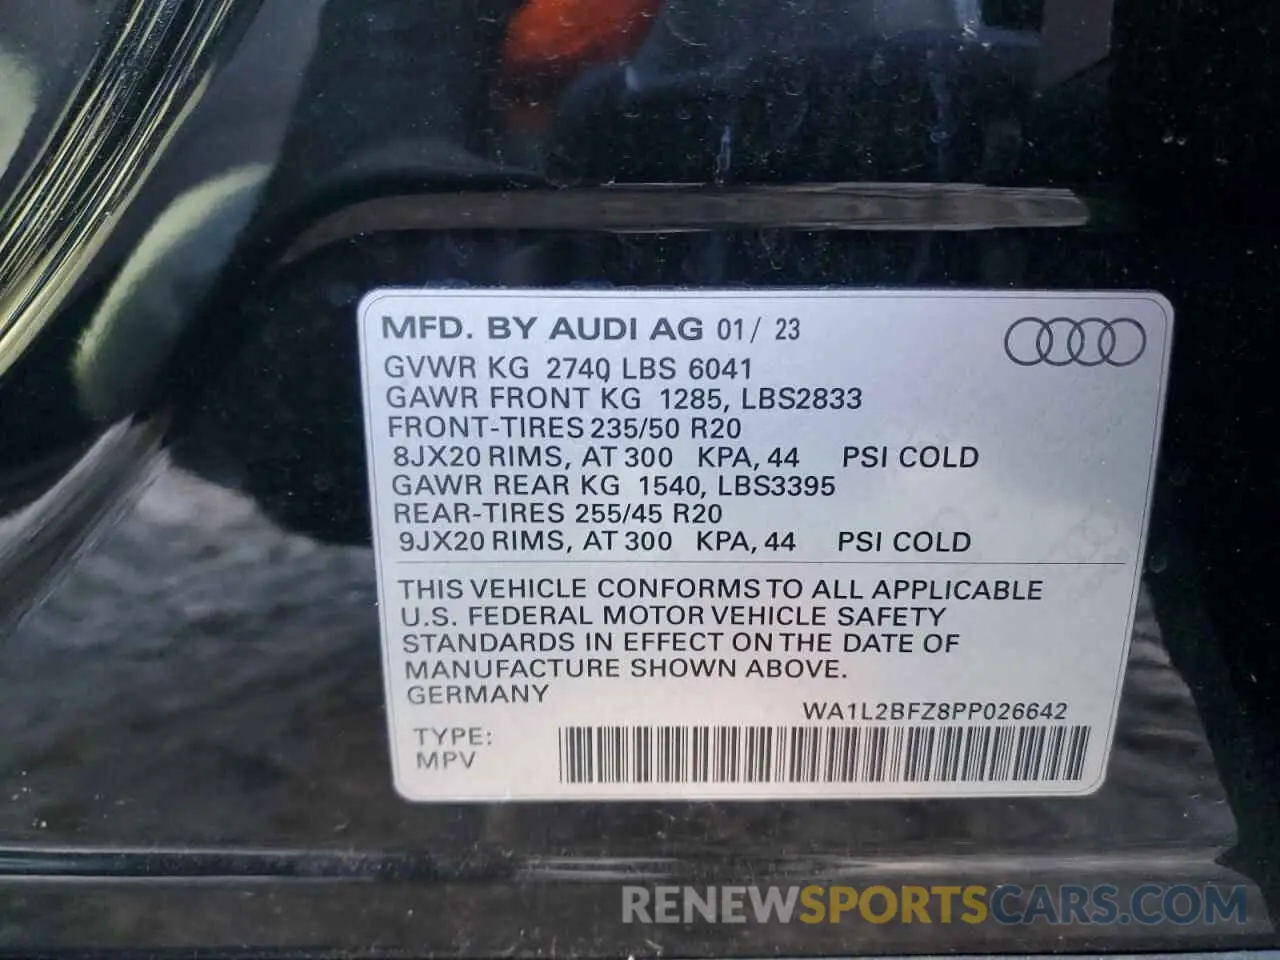 MFD. BY AUDI AG 01/ 23
GVWR KG 2740 LBS 6041
GAWR FRONT KG 1285, LBS2833
FRONT-TIRES 235/50 R20
8JX20 RIMS, AT 300 KPA, 44 PSI COLD
GAWR REAR KG 1540, LBS3395
REAR-TIRES 255/45 R20
9JX20 RIMS, AT 300 KPA, 44 PSI COLD
THIS VEHICLE CONFORMS TO ALL APPLICABLE
U.S. FEDERAL MOTOR VEHICLE SAFETY
STANDARDS IN EFFECT ON THE DATE OF
MANUFACTURE SHOWN ABOVE.
GERMANY
WA1L2BFZ8PP026642
TYPE:
MPV
RENEWSPORTSCARS.COM